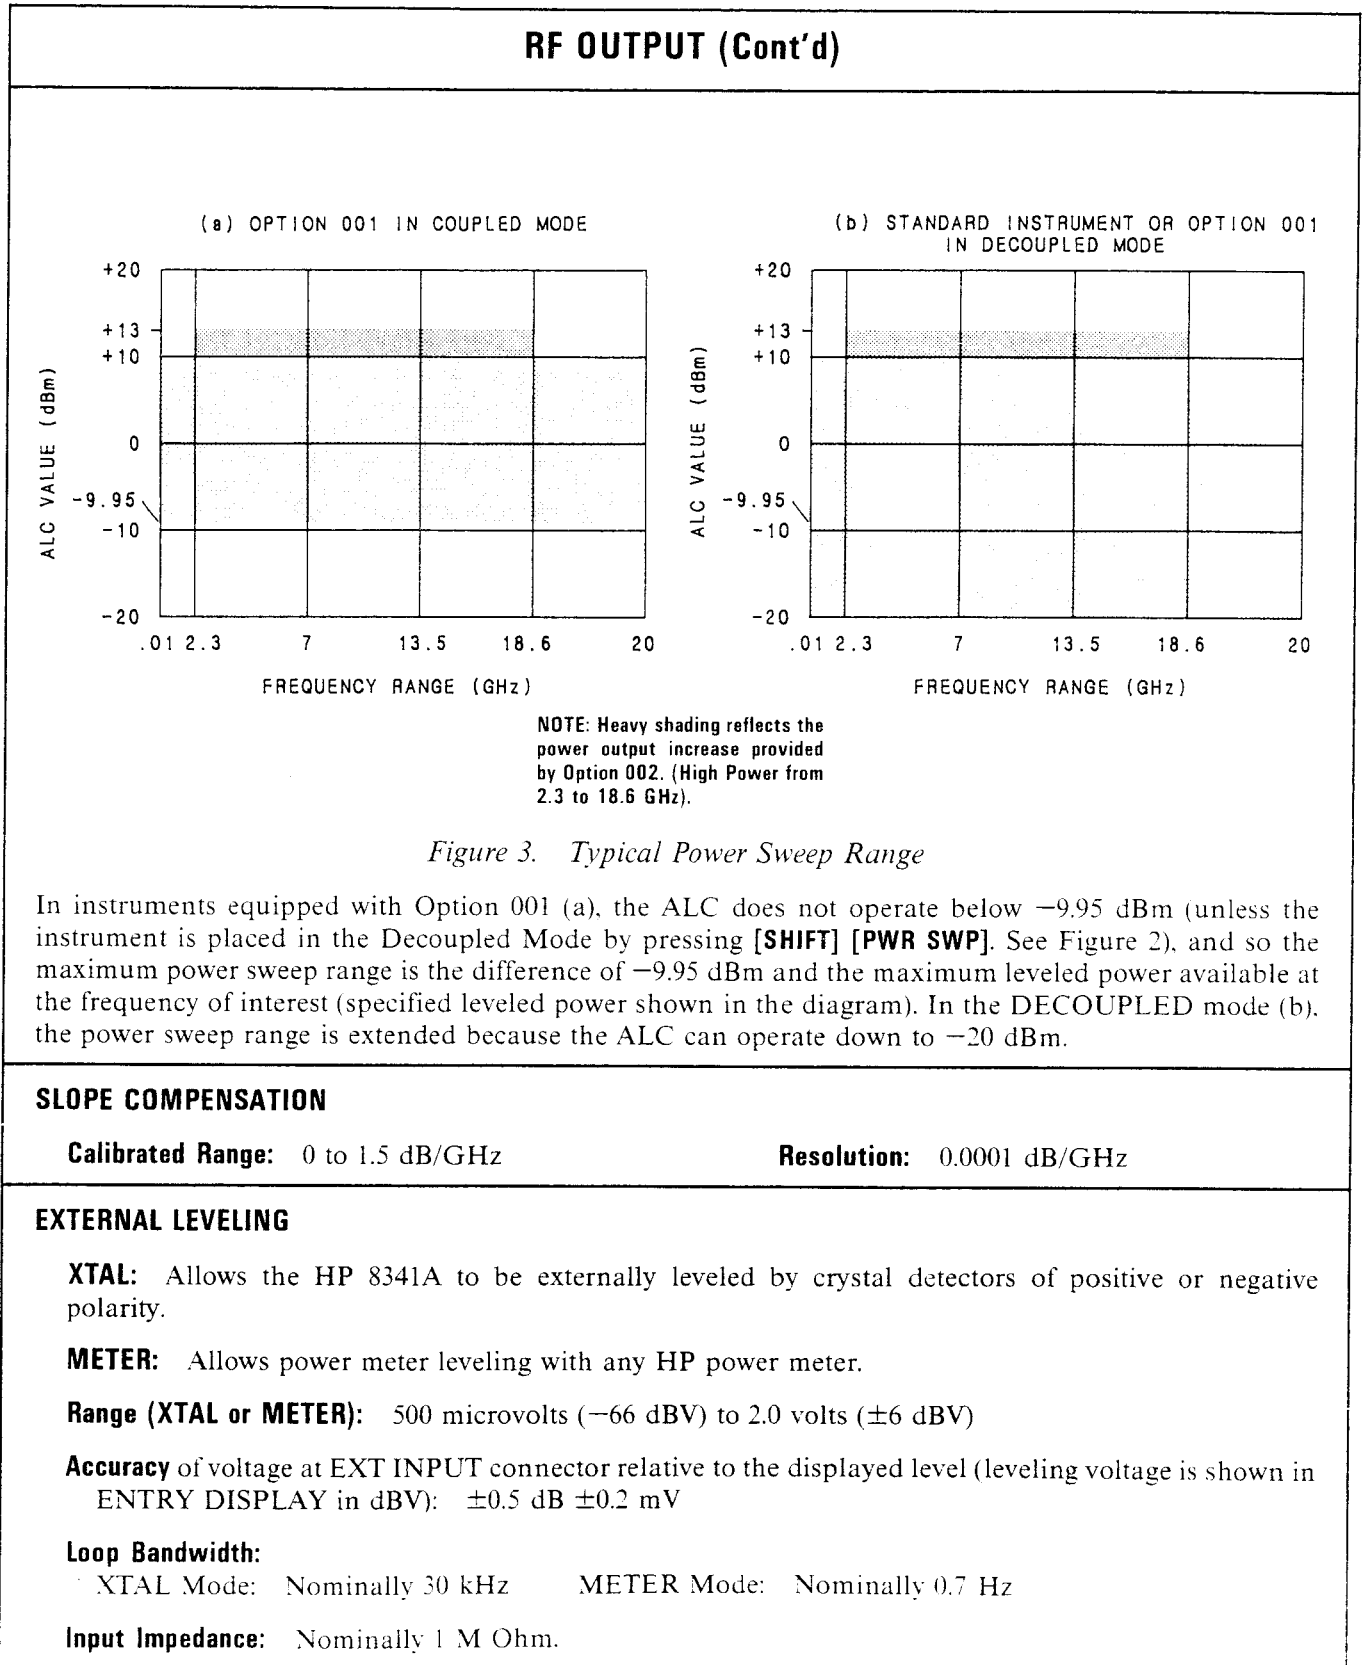 RF OUTPUT (Cont'd)
(a) OPTION 001 IN COUPLED MODE
+20
+13
+10
0
-9.95
-10
-20
ALC VALUE (dBm)
.01 2.3 7 13.5 18.6 20
FREQUENCY RANGE (GHz)
(b) STANDARD INSTRUMENT OR OPTION 001
IN DECOUPLED MODE
+20
+13
+10
0
-9.95
-10
-20
ALC VALUE (dBm)
.01 2.3 7 13.5 18.6 20
FREQUENCY RANGE (GHz)
NOTE: Heavy shading reflects the
power output increase provided
by Option 002. (High Power from
2.3 to 18.6 GHz).
Figure 3. Typical Power Sweep Range
In instruments equipped with Option 001 (a), the ALC does not operate below −9.95 dBm (unless the
instrument is placed in the Decoupled Mode by pressing [SHIFT] [PWR SWP]. See Figure 2), and so the
maximum power sweep range is the difference of −9.95 dBm and the maximum leveled power available at
the frequency of interest (specified leveled power shown in the diagram). In the DECOUPLED mode (b),
the power sweep range is extended because the ALC can operate down to −20 dBm.
SLOPE COMPENSATION
Calibrated Range: 0 to 1.5 dB/GHz Resolution: 0.0001 dB/GHz
EXTERNAL LEVELING
XTAL: Allows the HP 8341A to be externally leveled by crystal detectors of positive or negative
polarity.
METER: Allows power meter leveling with any HP power meter.
Range (XTAL or METER): 500 microvolts (−66 dBV) to 2.0 volts (±6 dBV)
Accuracy of voltage at EXT INPUT connector relative to the displayed level (leveling voltage is shown in
ENTRY DISPLAY in dBV): ±0.5 dB ±0.2 mV
Loop Bandwidth:
XTAL Mode: Nominally 30 kHz METER Mode: Nominally 0.7 Hz
Input Impedance: Nominally 1 M Ohm.